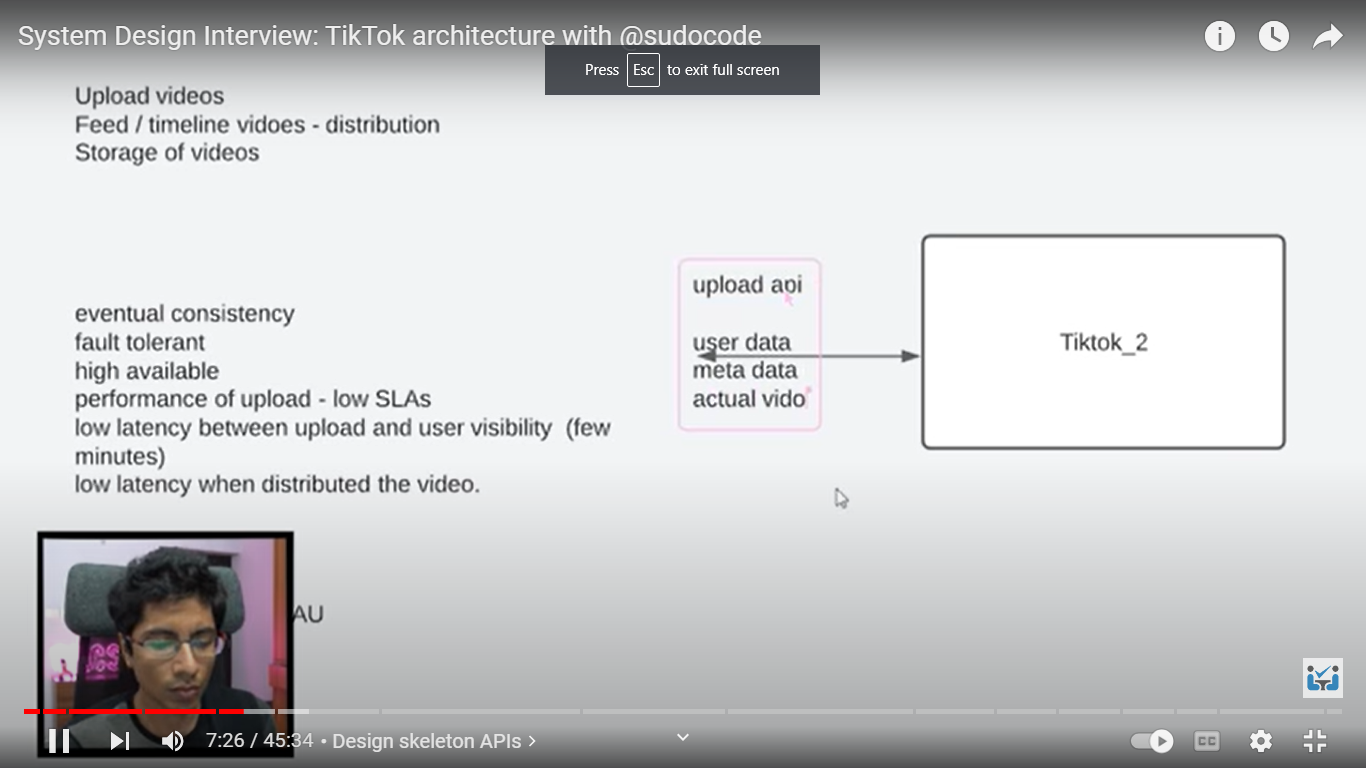 System Design Interview: TikTok architecture with @sudocode
Press Esc to exit full screen
Upload videos
Feed / timeline vidoes - distribution
Storage of videos
eventual consistency
fault tolerant
high available
performance of upload - low SLAs
low latency between upload and user visibility (few
minutes)
low latency when distributed the video.
upload api
user data
meta data
actual vido
Tiktok_2
AU
7:26 / 45:34 • Design skeleton APIs >
CC